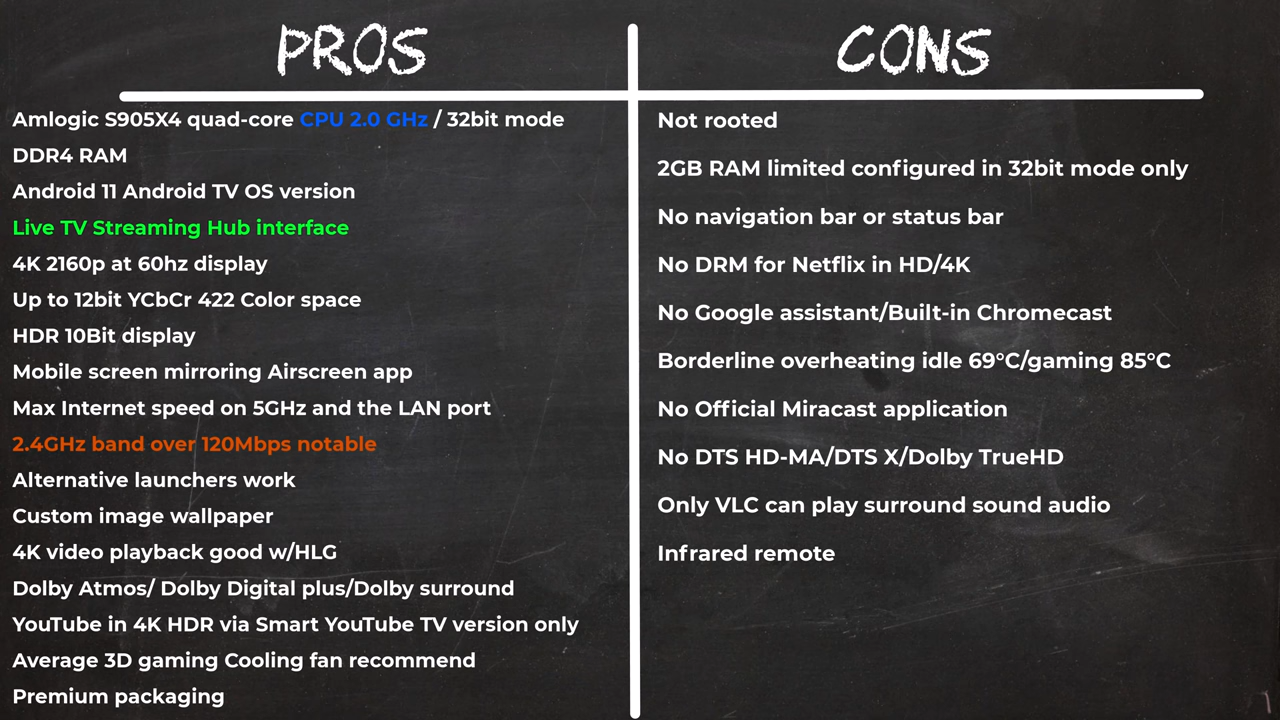 PROS
Amlogic S905X4 quad-core CPU 2.0 GHz / 32bit mode
DDR4 RAM
Android 11 Android TV OS version
Live TV Streaming Hub interface
4K 2160p at 60hz display
Up to 12bit YCbCr 422 Color space
HDR 10Bit display
Mobile screen mirroring Airscreen app
Max Internet speed on 5GHz and the LAN port
2.4GHz band over 120Mbps notable
Alternative launchers work
Custom image wallpaper
4K video playback good w/HLG
Dolby Atmos/ Dolby Digital plus/Dolby surround
YouTube in 4K HDR via Smart YouTube TV version only
Average 3D gaming Cooling fan recommend
Premium packaging
CONS
Not rooted
2GB RAM limited configured in 32bit mode only
No navigation bar or status bar
No DRM for Netflix in HD/4K
No Google assistant/Built-in Chromecast
Borderline overheating idle 69°C/gaming 85°C
No Official Miracast application
No DTS HD-MA/DTS X/Dolby TrueHD
Only VLC can play surround sound audio
Infrared remote